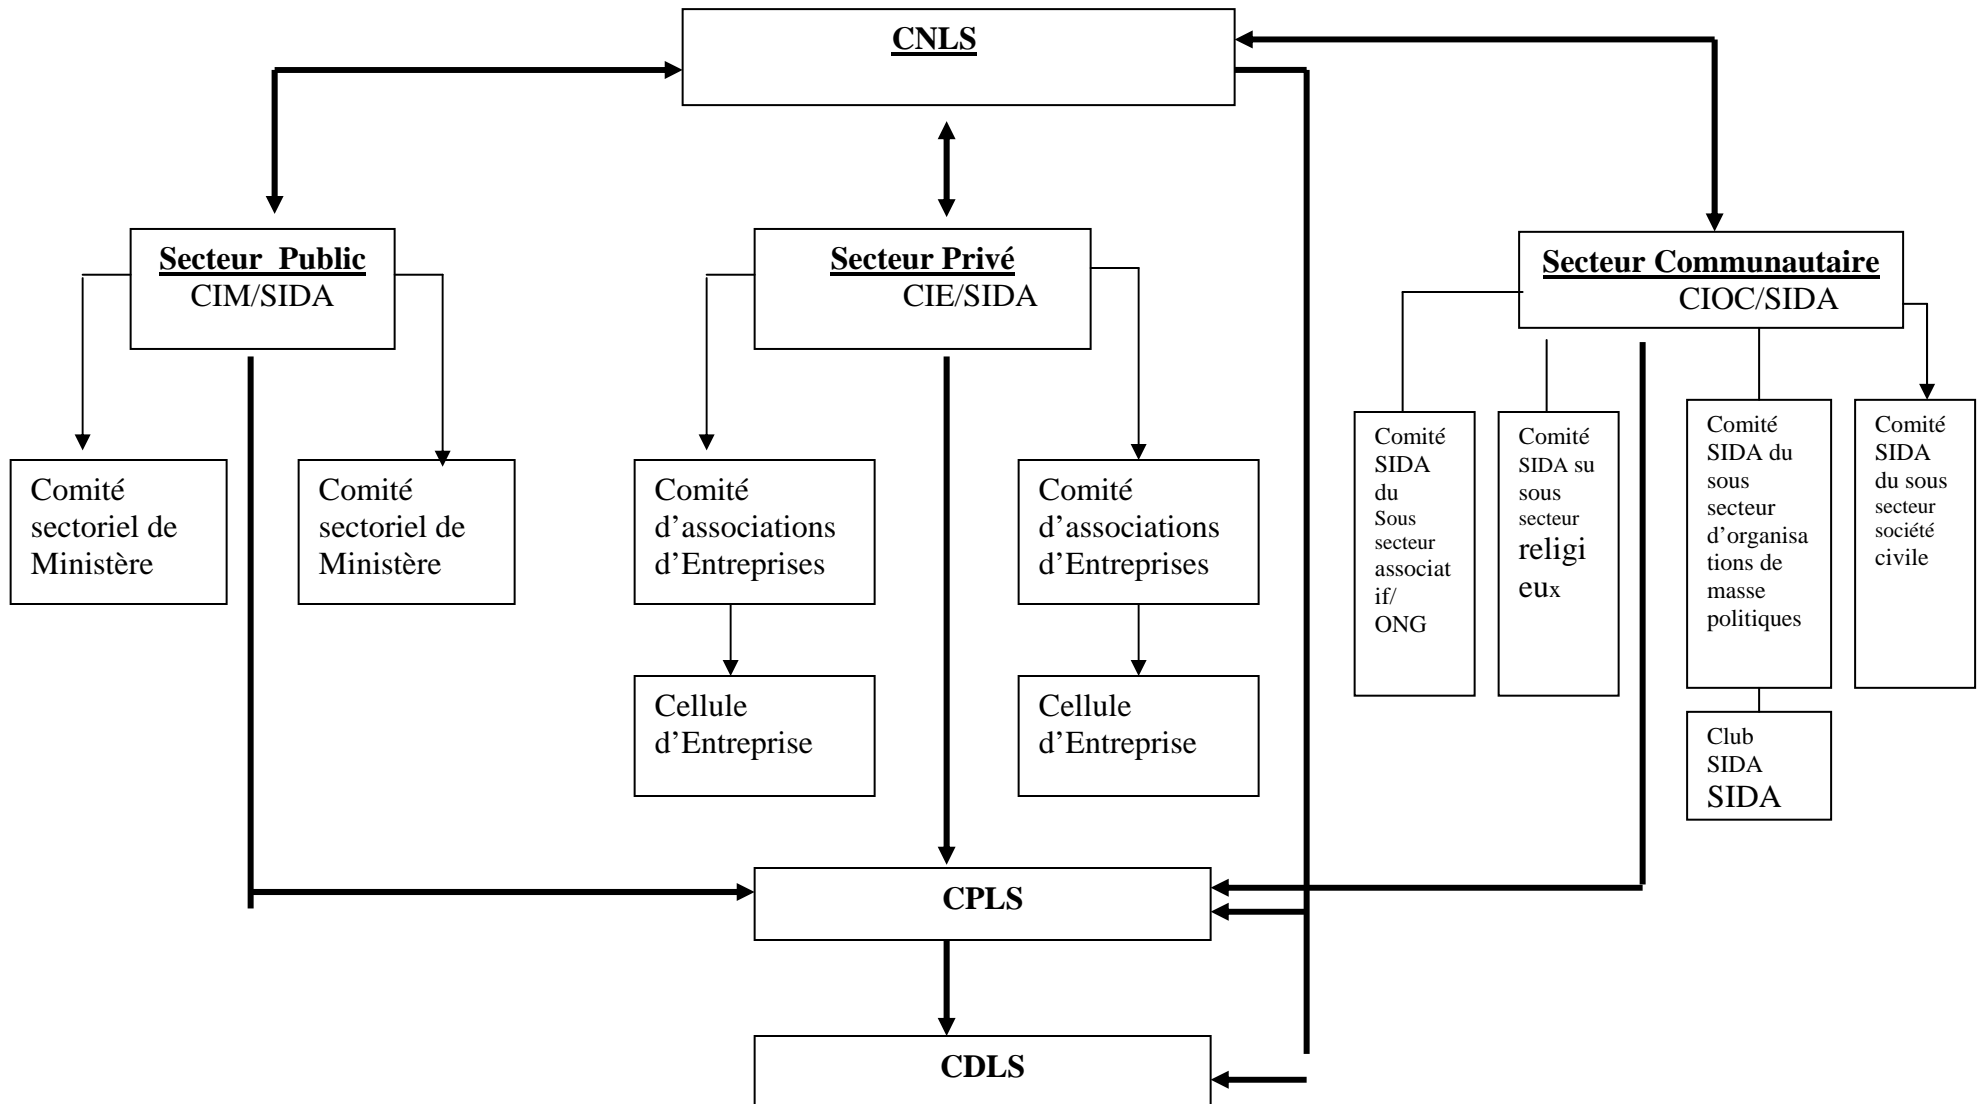 CNLS
Secteur Public
CIM/SIDA
Secteur Privé
CIE/SIDA
Secteur Communautaire
CIOC/SIDA
Comité
sectoriel de
Ministère
Comité
sectoriel de
Ministère
Comité
d’associations
d’Entreprises
Comité
d’associations
d’Entreprises
Comité
SIDA
du
Sous
secteur
associat
if/
ONG
Comité
SIDA su
sous
secteur
religi
eux
Comité
SIDA du
sous
secteur
d’organisa
tions de
masse
politiques
Comité
SIDA
du sous
secteur
société
civile
Cellule
d’Entreprise
Cellule
d’Entreprise
Club
SIDA
SIDA
CPLS
CDLS